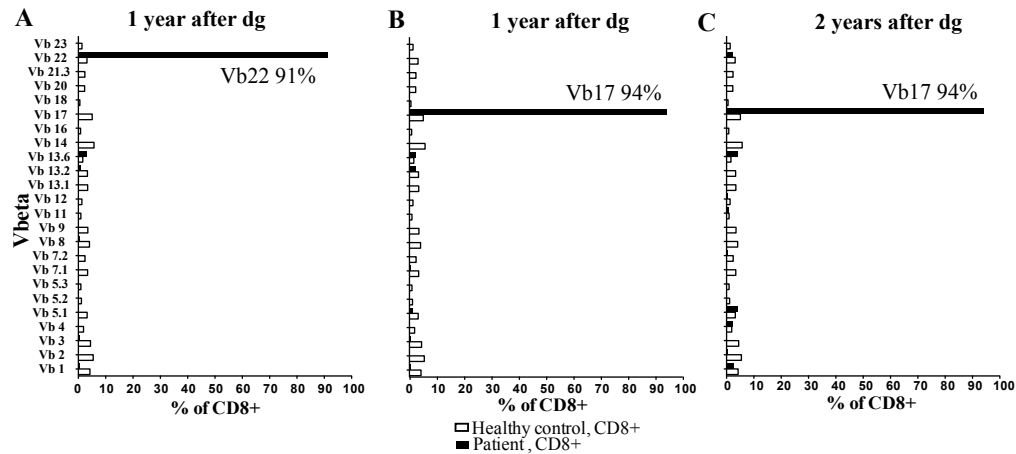 A
1 year after dg
B
1 year after dg
C
2 years after dg
Vbeta
Vb 23
Vb 22
Vb 21.3
Vb 20
Vb 18
Vb 17
Vb 16
Vb 14
Vb 13.6
Vb 13.2
Vb 13.1
Vb 12
Vb 11
Vb 9
Vb 8
Vb 7.2
Vb 7.1
Vb 5.3
Vb 5.2
Vb 5.1
Vb 4
Vb 3
Vb 2
Vb 1
Vb22 91%
Vb17 94%
Vb17 94%
0 10 20 30 40 50 60 70 80 90 100
0 10 20 30 40 50 60 70 80 90 100
0 10 20 30 40 50 60 70 80 90 100
% of CD8+
% of CD8+
% of CD8+
Healthy control, CD8+
Patient , CD8+